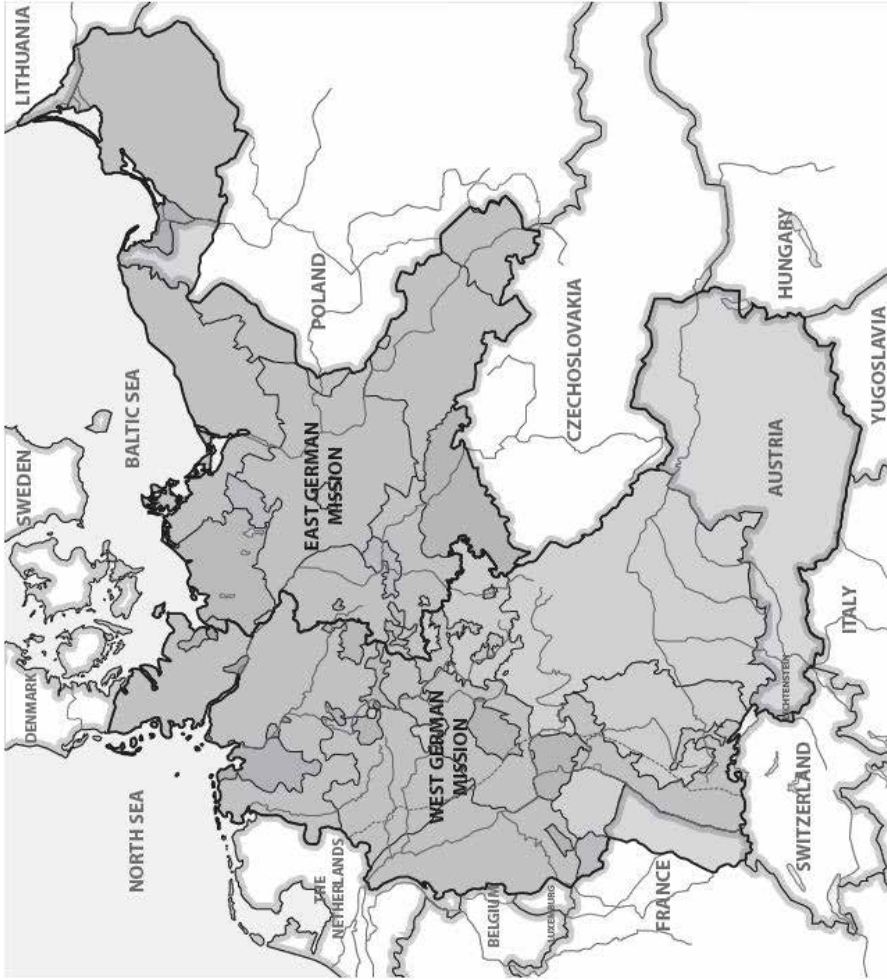 LITHUANIA
SWEDEN
BALTIC SEA
DENMARK
NORTH SEA
POLAND
EAST GERMAN
MISSION
WEST GERMAN
MISSION
THE
NETHERLANDS
BELGIUM
LUXEMBURG
FRANCE
CZECHOSLOVAKIA
HUNGARY
AUSTRIA
YUGOSLAVIA
ITALY
LICHTENSTEIN
SWITZERLAND